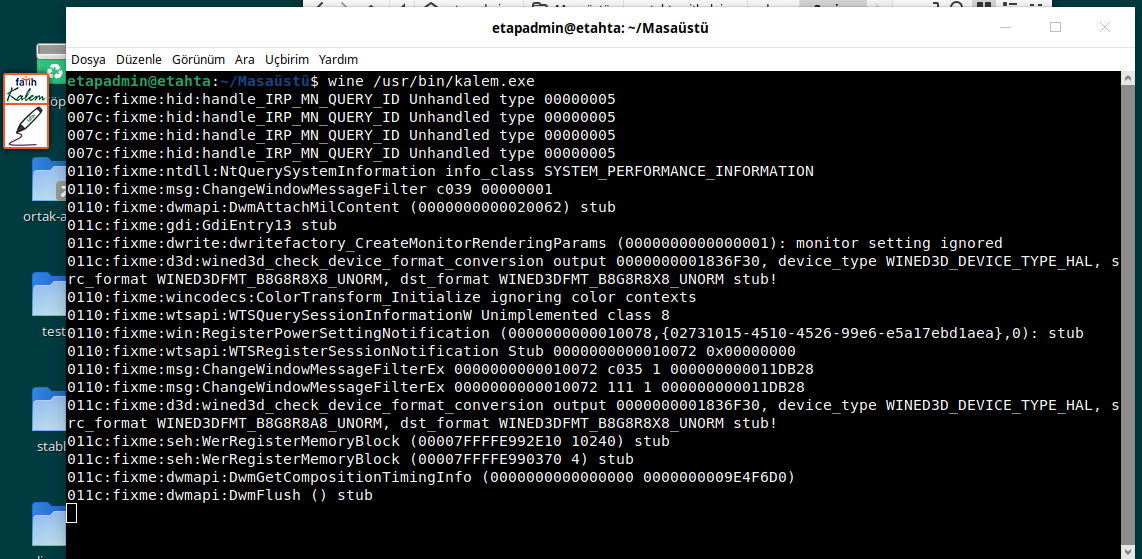 etapadmin@etahta: ~/Masaüstü
Dosya Düzenle Görünüm Ara Uçbirim Yardım
etapadmin@etahta:~/Masaüstü$ wine /usr/bin/kalem.exe
007c:fixme:hid:handle_IRP_MN_QUERY_ID Unhandled type 00000005
007c:fixme:hid:handle_IRP_MN_QUERY_ID Unhandled type 00000005
007c:fixme:hid:handle_IRP_MN_QUERY_ID Unhandled type 00000005
007c:fixme:hid:handle_IRP_MN_QUERY_ID Unhandled type 00000005
0110:fixme:ntdll:NtQuerySystemInformation info_class SYSTEM_PERFORMANCE_INFORMATION
0110:fixme:msg:ChangeWindowMessageFilter c039 00000001
0110:fixme:dwmapi:DwmAttachMilContent (0000000000020062) stub
011c:fixme:gdi:GdiEntry13 stub
011c:fixme:dwrite:dwritefactory_CreateMonitorRenderingParams (0000000000000001): monitor setting ignored
011c:fixme:d3d:wined3d_check_device_format_conversion output 0000000001836F30, device_type WINED3D_DEVICE_TYPE_HAL, s
rc_format WINED3DFMT_B8G8R8X8_UNORM, dst_format WINED3DFMT_B8G8R8X8_UNORM stub!
0110:fixme:wincodecs:ColorTransform_Initialize ignoring color contexts
0110:fixme:wtsapi:WTSQuerySessionInformationW Unimplemented class 8
0110:fixme:win:RegisterPowerSettingNotification (0000000000010078,{02731015-4510-4526-99e6-e5a17ebd1aea},0): stub
0110:fixme:wtsapi:WTSRegisterSessionNotification Stub 0000000000010072 0x00000000
0110:fixme:msg:ChangeWindowMessageFilterEx 0000000000010072 c035 1 000000000011DB28
0110:fixme:msg:ChangeWindowMessageFilterEx 0000000000010072 111 1 000000000011DB28
011c:fixme:d3d:wined3d_check_device_format_conversion output 0000000001836F30, device_type WINED3D_DEVICE_TYPE_HAL, s
rc_format WINED3DFMT_B8G8R8A8_UNORM, dst_format WINED3DFMT_B8G8R8X8_UNORM stub!
011c:fixme:seh:WerRegisterMemoryBlock (00007FFFFE992E10 10240) stub
011c:fixme:seh:WerRegisterMemoryBlock (00007FFFFE990370 4) stub
011c:fixme:dwmapi:DwmGetCompositionTimingInfo (0000000000000000 0000000009E4F6D0)
011c:fixme:dwmapi:DwmFlush () stub
fatih
Kalem
öp
ortak-a
test
stabl